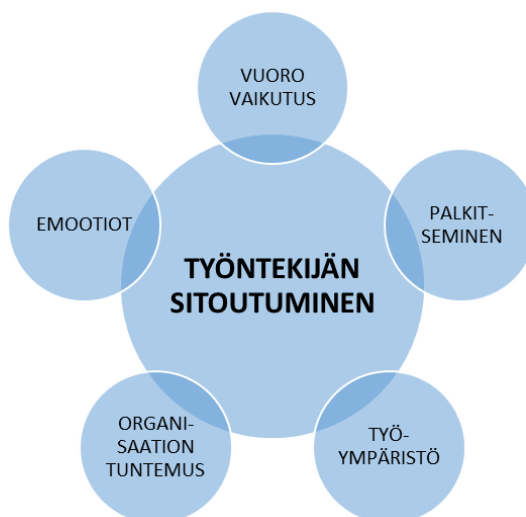 VUORO
VAIKUTUS
EMOOTIOT
PALKIT-
SEMINEN
TYÖNTEKIJÄN
SITOUTUMINEN
ORGANI-
SAATION
TUNTEMUS
TYÖ-
YMPÄRISTÖ